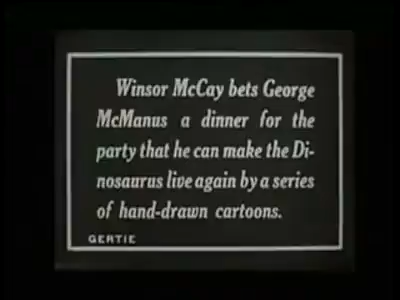 Winsor McCay bets George
McManus a dinner for the
party that he can make the Di-
nosaurus live again by a series
of hand-drawn cartoons.
GERTIE